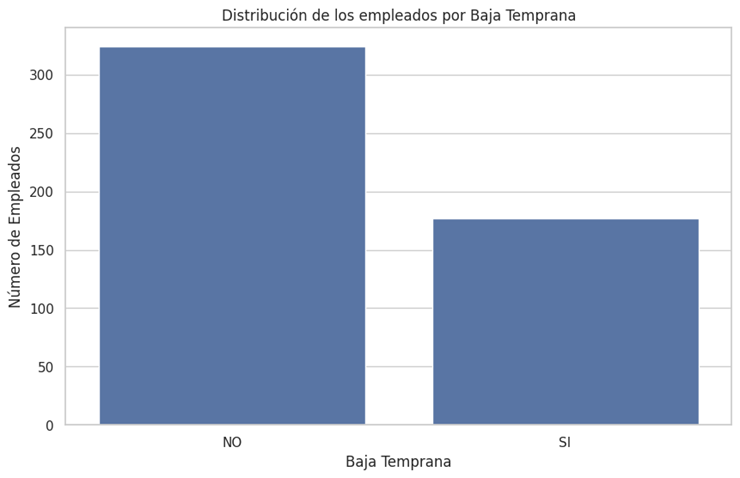 Distribución de los empleados por Baja Temprana
300
250
200
150
100
50
0
Número de Empleados
NO
SI
Baja Temprana